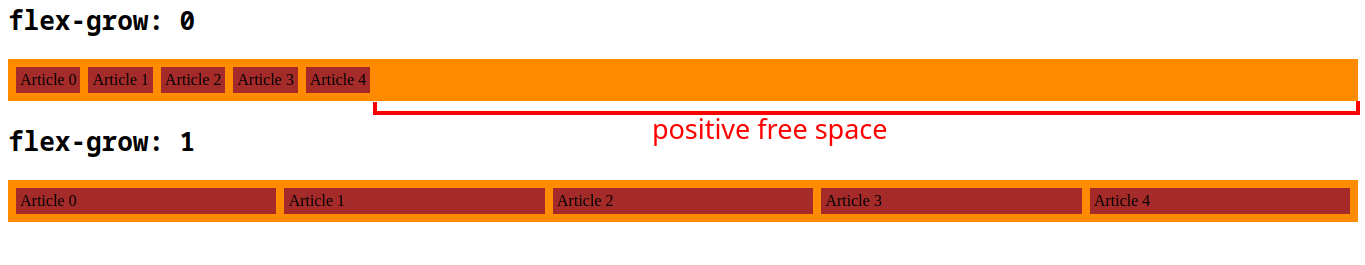 flex-grow: 0
Article 0 Article 1 Article 2 Article 3 Article 4
positive free space
flex-grow: 1
Article 0 Article 1 Article 2 Article 3 Article 4